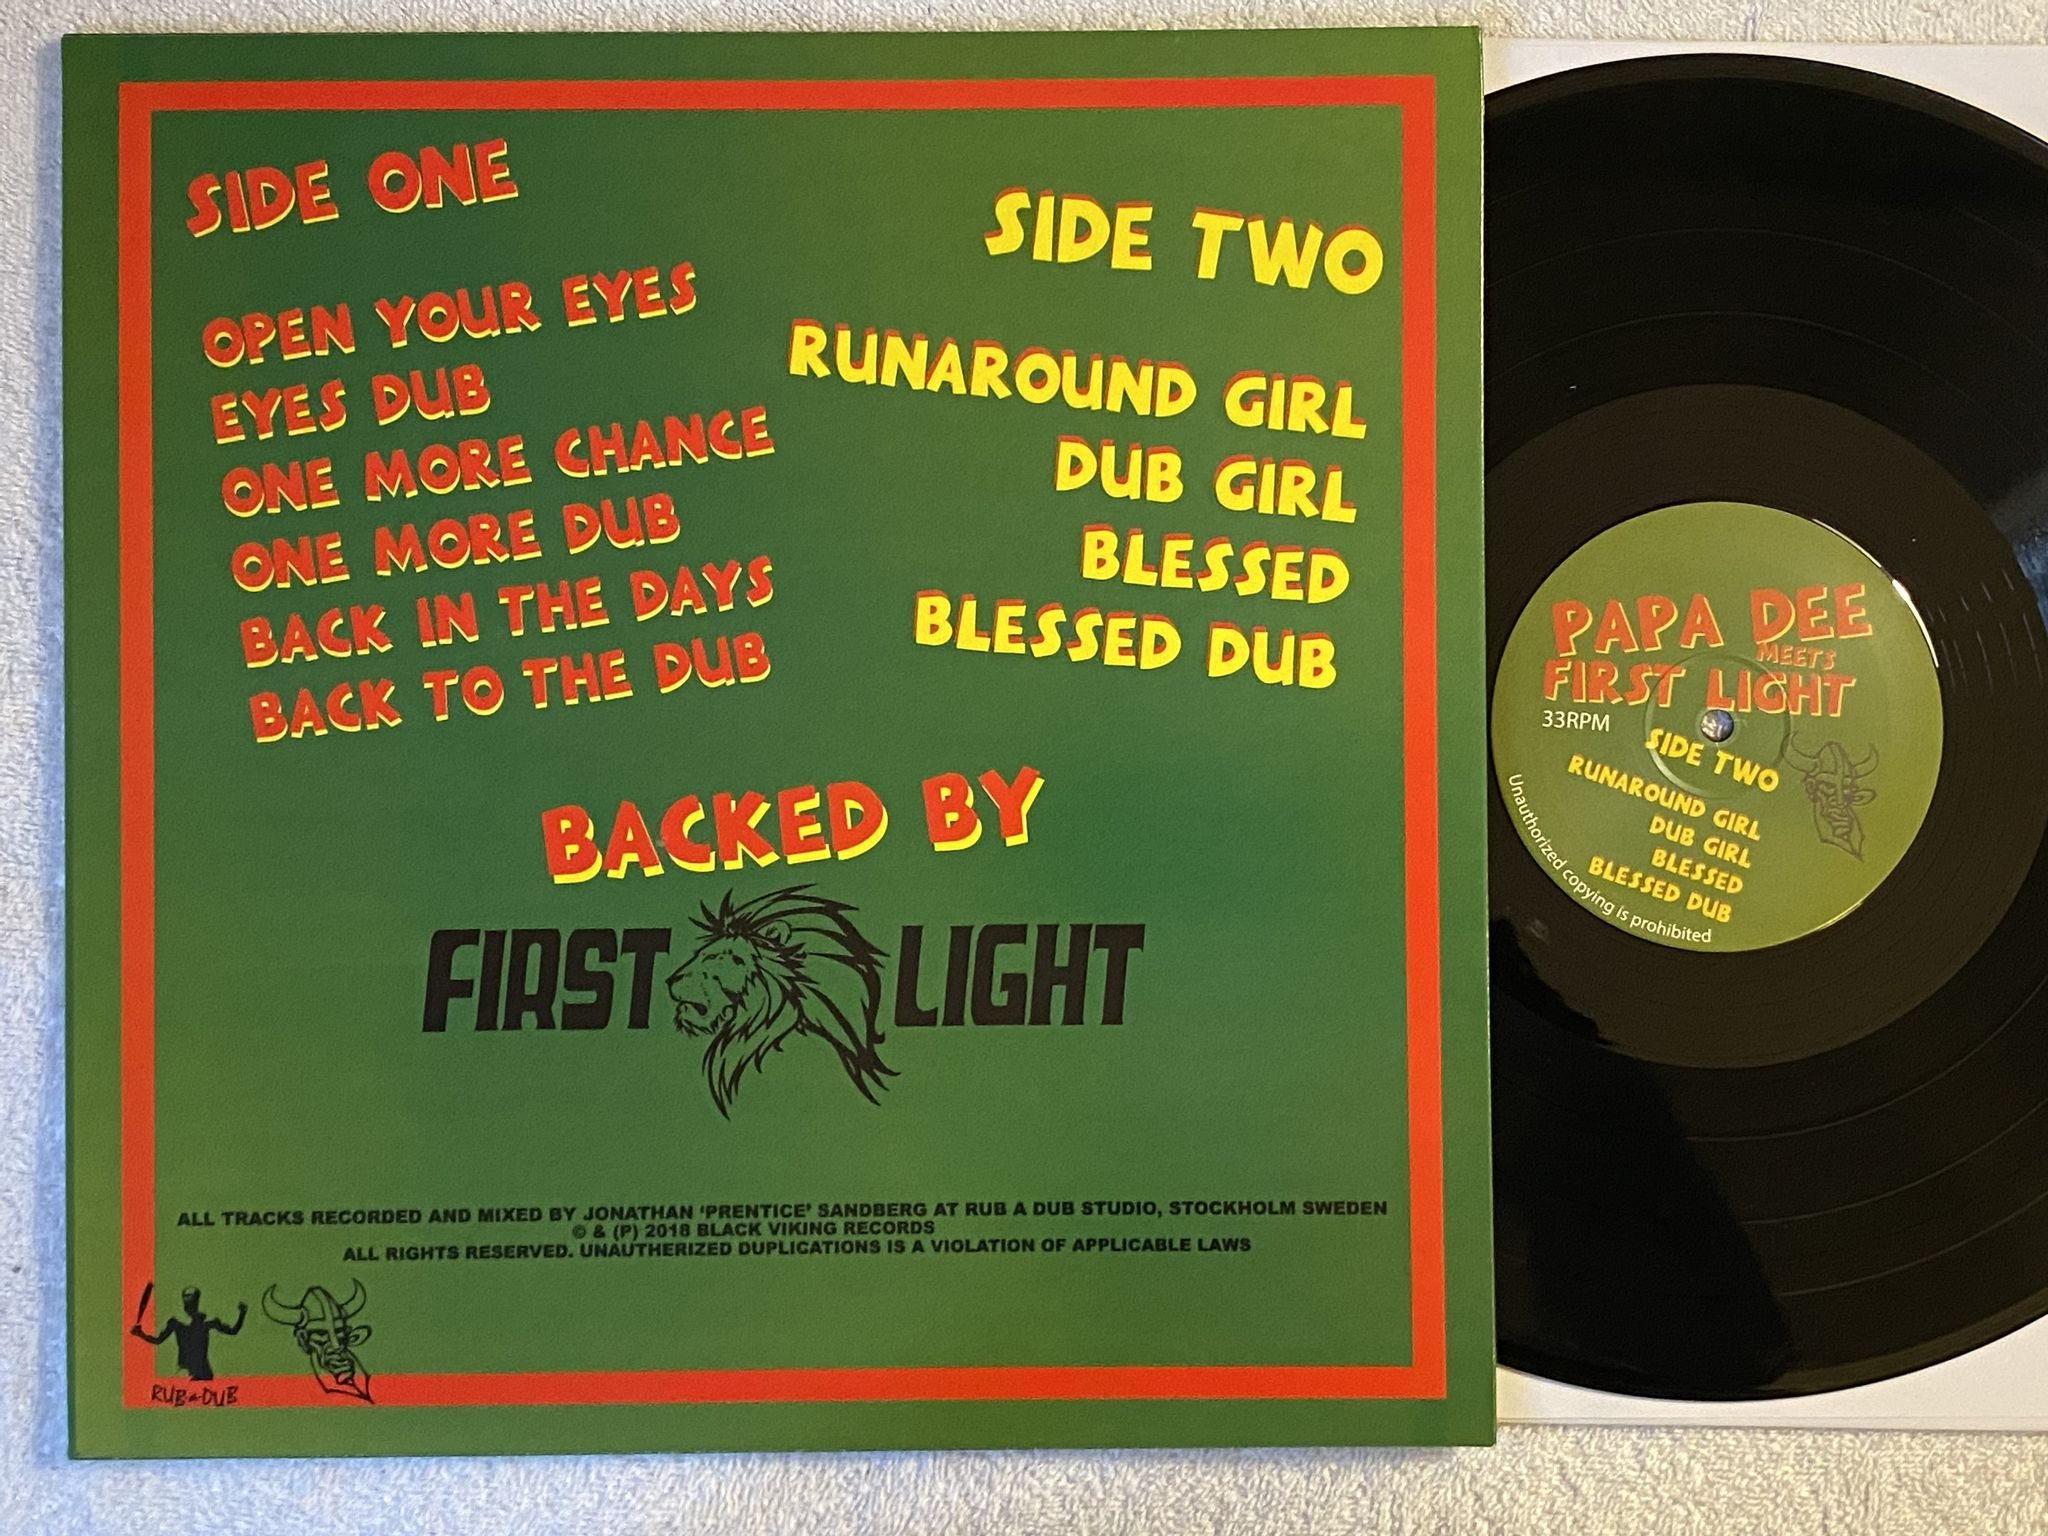 SIDE ONE
OPEN YOUR EYES
EYES DUB
ONE MORE CHANCE
ONE MORE DUB
BACK IN THE DAYS
BACK TO THE DUB
SIDE TWO
RUNAROUND GIRL
DUB GIRL
BLESSED
BLESSED DUB
BACKED BY
FIRST LIGHT
ALL TRACKS RECORDED AND MIXED BY JONATHAN 'PRENTICE' SANDBERG AT RUB A DUB STUDIO, STOCKHOLM SWEDEN
© & (P) 2018 BLACK VIKING RECORDS
ALL RIGHTS RESERVED. UNAUTHERIZED DUPLICATIONS IS A VIOLATION OF APPLICABLE LAWS
RUB A DUB
PAPA DEE
MEETS
FIRST LIGHT
33RPM
SIDE TWO
RUNAROUND GIRL
DUB GIRL
BLESSED
BLESSED DUB
Unauthorized copying is prohibited